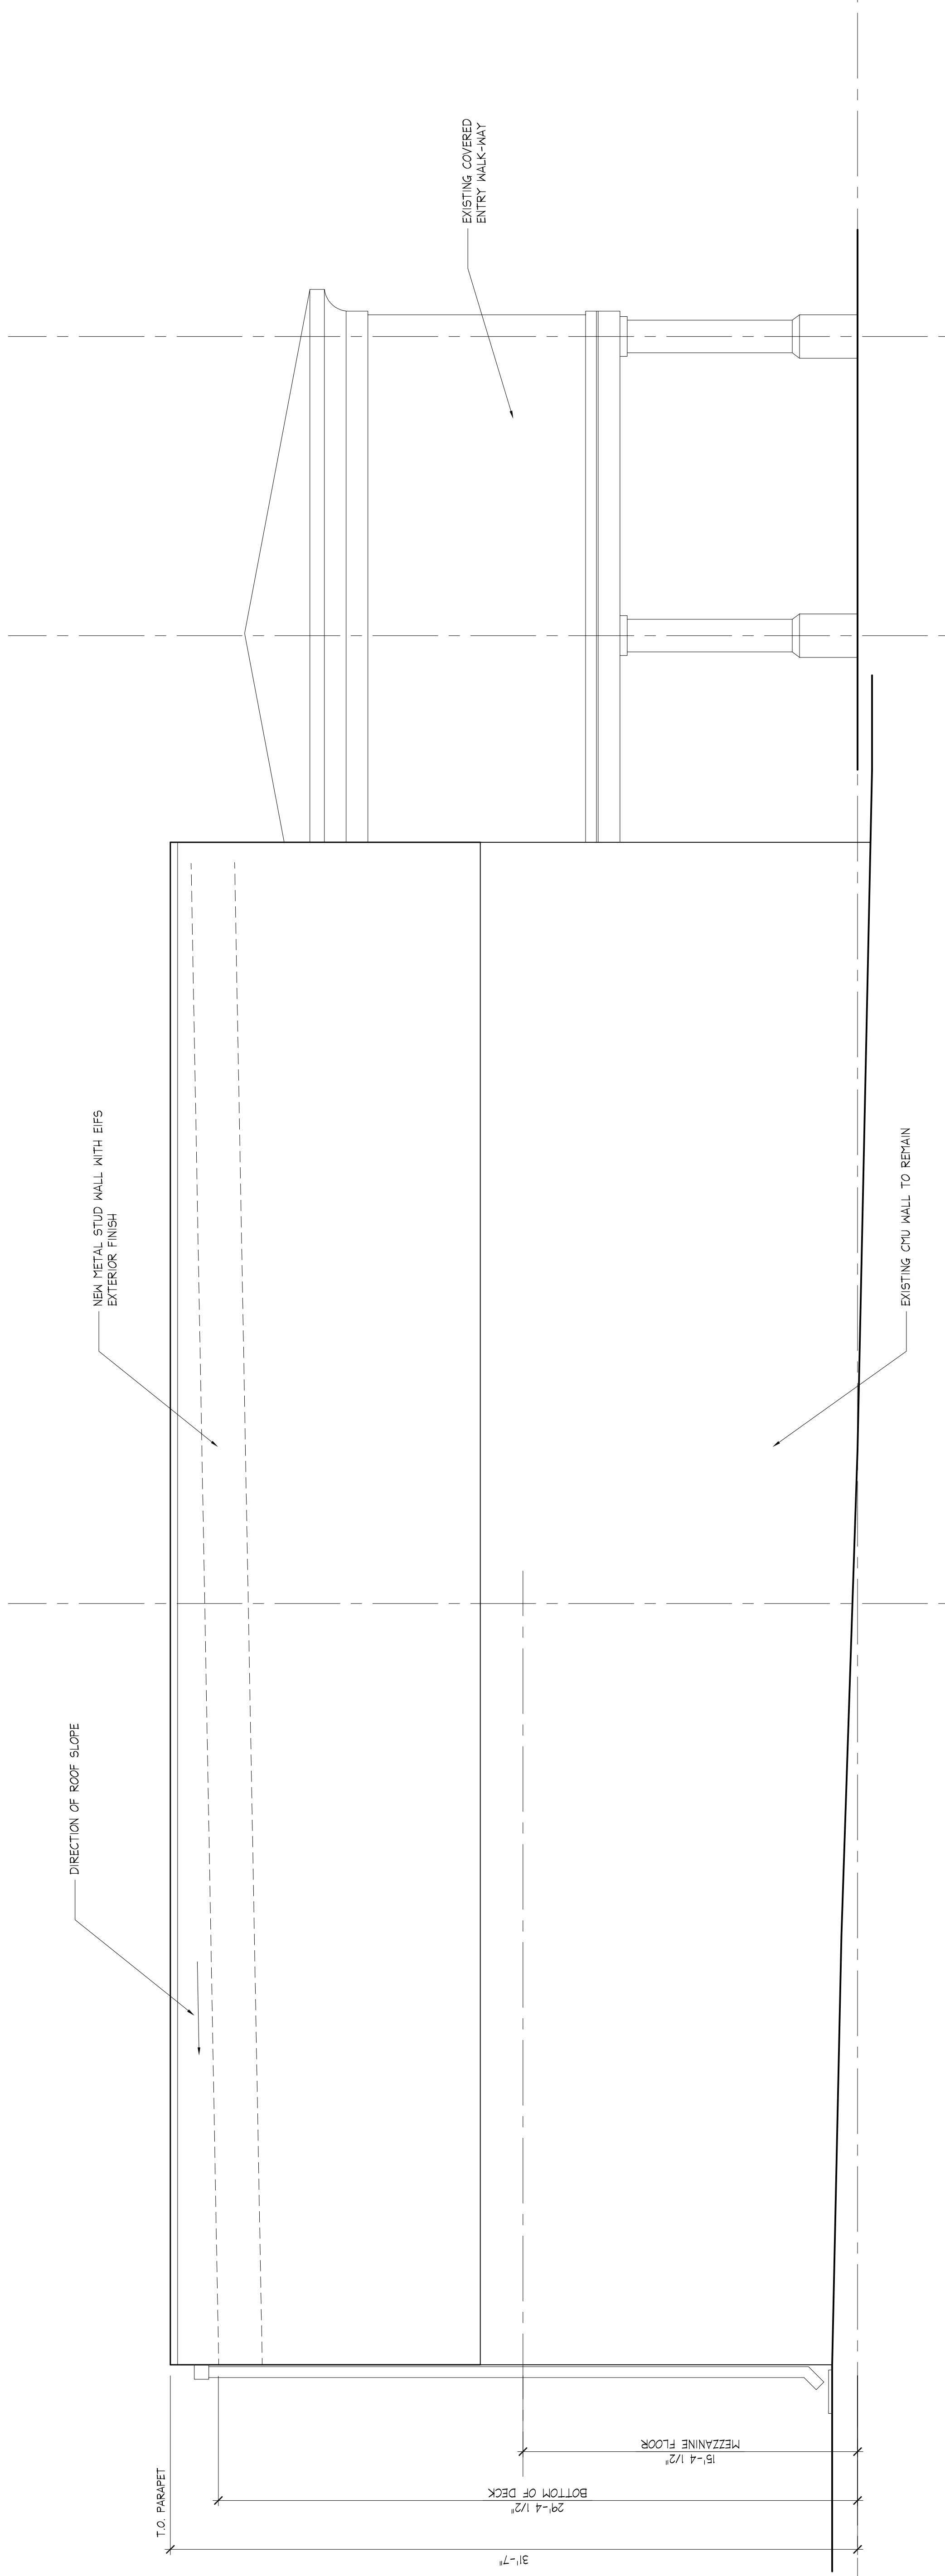 EXISTING COVERED
ENTRY WALK-WAY
NEW METAL STUD WALL WITH EIFS
EXTERIOR FINISH
EXISTING CMU WALL TO REMAIN
DIRECTION OF ROOF SLOPE
T.O. PARAPET
MEZZANINE FLOOR
15'-4 1/2"
BOTTOM OF DECK
29'-4 1/2"
31'-7"